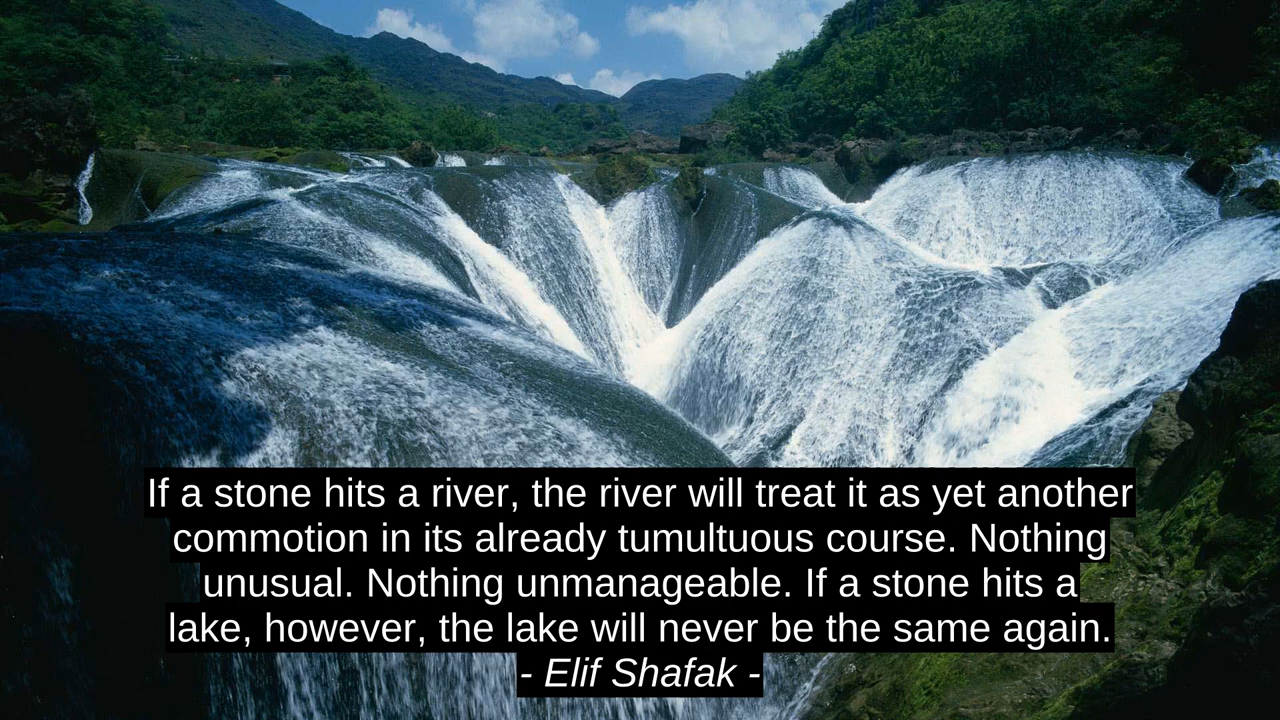 If a stone hits a river, the river will treat it as yet another
commotion in its already tumultuous course. Nothing
unusual. Nothing unmanageable. If a stone hits a
lake, however, the lake will never be the same again.
- Elif Shafak -